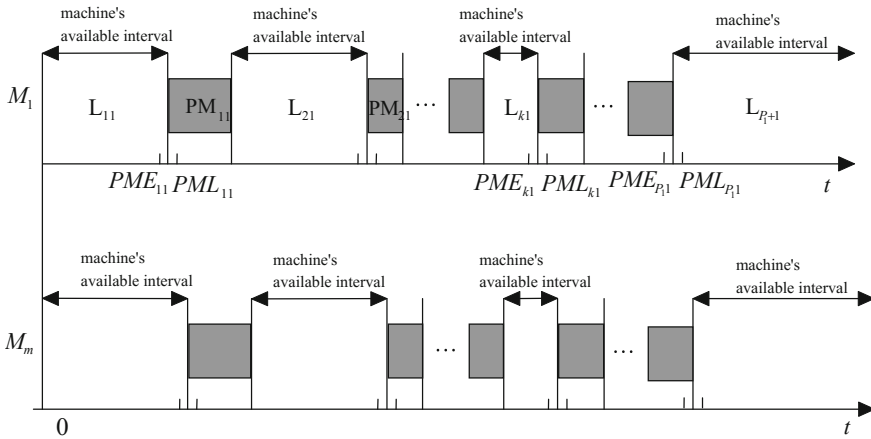 machine's
available interval
machine's
available interval
machine's
available interval
machine's
available interval
M1
L11
PM11
L21
PM21
...
Lk1
...
LP1+1
PME11
PML11
PMEk1
PMLk1
PMEP11
PMLP11
t
machine's
available interval
machine's
available interval
machine's
available interval
machine's
available interval
Mm
...
...
0
t